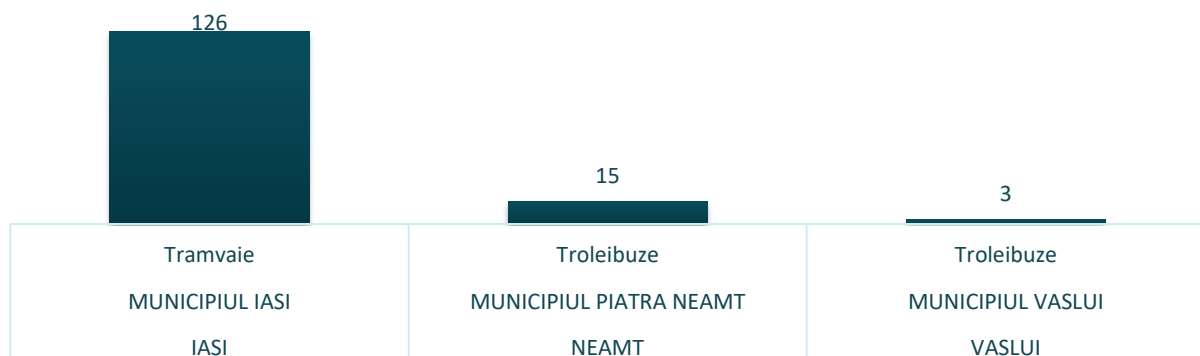 126
15
3
Tramvaie
Troleibuze
Troleibuze
MUNICIPIUL IASI
MUNICIPIUL PIATRA NEAMT
MUNICIPIUL VASLUI
IASI
NEAMT
VASLUI